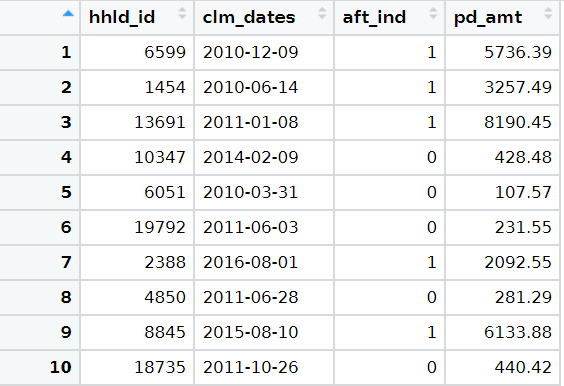 hhld_id clm_dates aft_ind pd_amt
1 6599 2010-12-09 1 5736.39
2 1454 2010-06-14 1 3257.49
3 13691 2011-01-08 1 8190.45
4 10347 2014-02-09 0 428.48
5 6051 2010-03-31 0 107.57
6 19792 2011-06-03 0 231.55
7 2388 2016-08-01 1 2092.55
8 4850 2011-06-28 0 281.29
9 8845 2015-08-10 1 6133.88
10 18735 2011-10-26 0 440.42